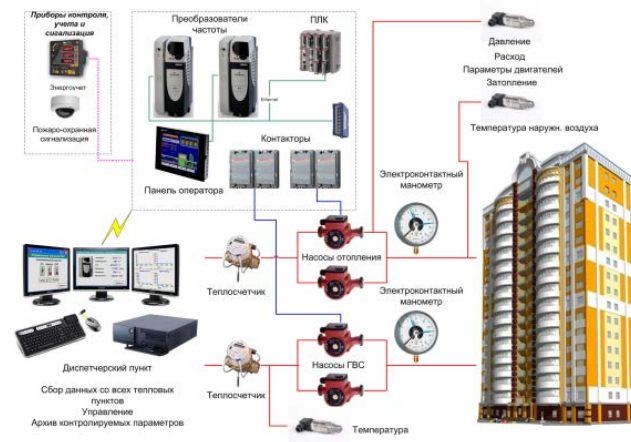 Приборы контроля,
учета и
сигализация
Энергоучет
Пожаро-охранная
сигнализация
Преобразователи
частоты
ПЛК
Ethernet
Панель оператора
Контакторы
Давление
Расход
Параметры двигателей
Затопление
Температура наружн. воздуха
Электроконтактный
манометр
Насосы отопления
Теплосчетчик
Электроконтактный
манометр
Насосы ГВС
Теплосчетчик
Температура
Диспетчерский пункт
Сбор данных со всех тепловых
пунктов
Управление
Архив контролируемых параметров